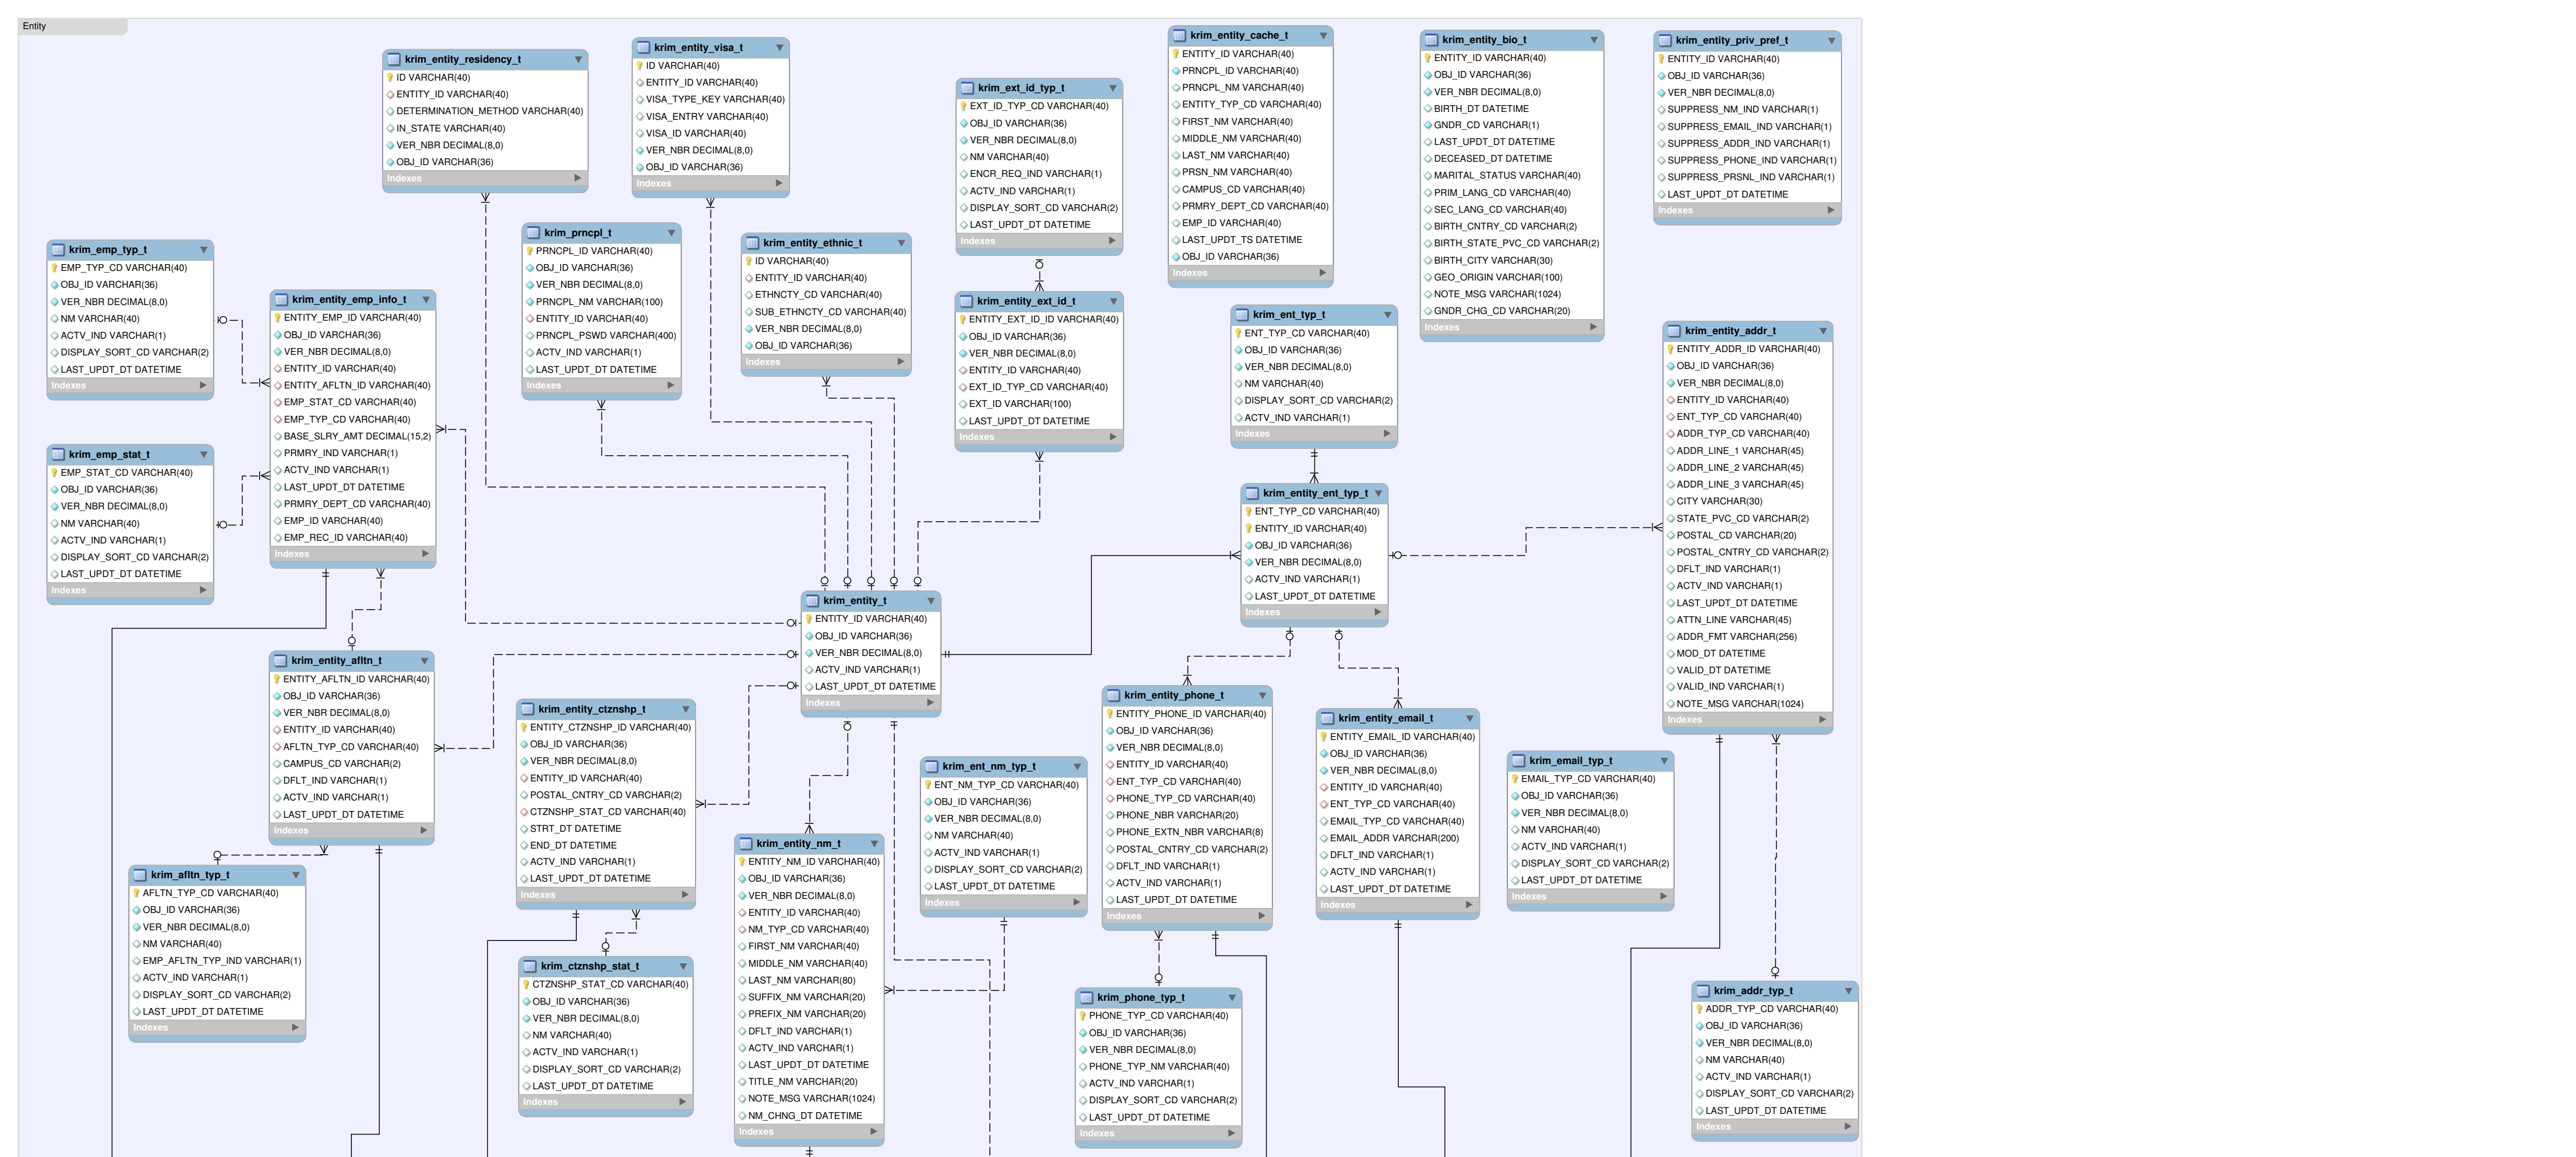 Entity
krim_entity_residency_t
ID VARCHAR(40)
ENTITY_ID VARCHAR(40)
DETERMINATION_METHOD VARCHAR(40)
IN_STATE VARCHAR(40)
VER_NBR DECIMAL(8,0)
OBJ_ID VARCHAR(36)
Indexes
krim_entity_visa_t
ID VARCHAR(40)
ENTITY_ID VARCHAR(40)
VISA_TYPE_KEY VARCHAR(40)
VISA_ENTRY VARCHAR(40)
VISA_ID VARCHAR(40)
VER_NBR DECIMAL(8,0)
OBJ_ID VARCHAR(36)
Indexes
krim_ext_id_typ_t
EXT_ID_TYP_CD VARCHAR(40)
OBJ_ID VARCHAR(36)
VER_NBR DECIMAL(8,0)
NM VARCHAR(40)
ENCR_REQ_IND VARCHAR(1)
ACTV_IND VARCHAR(1)
DISPLAY_SORT_CD VARCHAR(2)
LAST_UPDT_DT DATETIME
Indexes
krim_entity_cache_t
ENTITY_ID VARCHAR(40)
PRNCPL_ID VARCHAR(40)
PRNCPL_NM VARCHAR(40)
ENTITY_TYP_CD VARCHAR(40)
FIRST_NM VARCHAR(40)
MIDDLE_NM VARCHAR(40)
LAST_NM VARCHAR(40)
PRSN_NM VARCHAR(40)
CAMPUS_CD VARCHAR(40)
PRMRY_DEPT_CD VARCHAR(40)
EMP_ID VARCHAR(40)
LAST_UPDT_TS DATETIME
OBJ_ID VARCHAR(36)
Indexes
krim_entity_bio_t
ENTITY_ID VARCHAR(40)
OBJ_ID VARCHAR(36)
VER_NBR DECIMAL(8,0)
BIRTH_DT DATETIME
GNDR_CD VARCHAR(1)
LAST_UPDT_DT DATETIME
DECEASED_DT DATETIME
MARITAL_STATUS VARCHAR(40)
PRIM_LANG_CD VARCHAR(40)
SEC_LANG_CD VARCHAR(40)
BIRTH_CNTRY_CD VARCHAR(2)
BIRTH_STATE_PVC_CD VARCHAR(2)
BIRTH_CITY VARCHAR(30)
GEO_ORIGIN VARCHAR(100)
NOTE_MSG VARCHAR(1024)
GNDR_CHG_CD VARCHAR(20)
Indexes
krim_entity_priv_pref_t
ENTITY_ID VARCHAR(40)
OBJ_ID VARCHAR(36)
VER_NBR DECIMAL(8,0)
SUPPRESS_NM_IND VARCHAR(1)
SUPPRESS_EMAIL_IND VARCHAR(1)
SUPPRESS_ADDR_IND VARCHAR(1)
SUPPRESS_PHONE_IND VARCHAR(1)
SUPPRESS_PRSNL_IND VARCHAR(1)
LAST_UPDT_DT DATETIME
Indexes
krim_emp_typ_t
EMP_TYP_CD VARCHAR(40)
OBJ_ID VARCHAR(36)
VER_NBR DECIMAL(8,0)
NM VARCHAR(40)
ACTV_IND VARCHAR(1)
DISPLAY_SORT_CD VARCHAR(2)
LAST_UPDT_DT DATETIME
Indexes
krim_entity_emp_info_t
ENTITY_EMP_ID VARCHAR(40)
OBJ_ID VARCHAR(36)
VER_NBR DECIMAL(8,0)
ENTITY_ID VARCHAR(40)
ENTITY_AFLTN_ID VARCHAR(40)
EMP_STAT_CD VARCHAR(40)
EMP_TYP_CD VARCHAR(40)
BASE_SLRY_AMT DECIMAL(15,2)
PRMRY_IND VARCHAR(1)
ACTV_IND VARCHAR(1)
LAST_UPDT_DT DATETIME
PRMRY_DEPT_CD VARCHAR(40)
EMP_ID VARCHAR(40)
EMP_REC_ID VARCHAR(40)
Indexes
krim_prncpl_t
PRNCPL_ID VARCHAR(40)
OBJ_ID VARCHAR(36)
VER_NBR DECIMAL(8,0)
PRNCPL_NM VARCHAR(100)
ENTITY_ID VARCHAR(40)
PRNCPL_PSWD VARCHAR(400)
ACTV_IND VARCHAR(1)
LAST_UPDT_DT DATETIME
Indexes
krim_entity_ethnic_t
ID VARCHAR(40)
ENTITY_ID VARCHAR(40)
ETHNCTY_CD VARCHAR(40)
SUB_ETHNCTY_CD VARCHAR(40)
VER_NBR DECIMAL(8,0)
OBJ_ID VARCHAR(36)
Indexes
krim_entity_ext_id_t
ENTITY_EXT_ID_ID VARCHAR(40)
OBJ_ID VARCHAR(36)
VER_NBR DECIMAL(8,0)
ENTITY_ID VARCHAR(40)
EXT_ID_TYP_CD VARCHAR(40)
EXT_ID VARCHAR(100)
LAST_UPDT_DT DATETIME
Indexes
krim_ent_typ_t
ENT_TYP_CD VARCHAR(40)
OBJ_ID VARCHAR(36)
VER_NBR DECIMAL(8,0)
NM VARCHAR(40)
DISPLAY_SORT_CD VARCHAR(2)
ACTV_IND VARCHAR(1)
Indexes
krim_entity_addr_t
ENTITY_ADDR_ID VARCHAR(40)
OBJ_ID VARCHAR(36)
VER_NBR DECIMAL(8,0)
ENTITY_ID VARCHAR(40)
ENT_TYP_CD VARCHAR(40)
ADDR_TYP_CD VARCHAR(40)
ADDR_LINE_1 VARCHAR(45)
ADDR_LINE_2 VARCHAR(45)
ADDR_LINE_3 VARCHAR(45)
CITY VARCHAR(30)
STATE_PVC_CD VARCHAR(2)
POSTAL_CD VARCHAR(20)
POSTAL_CNTRY_CD VARCHAR(2)
DFLT_IND VARCHAR(1)
ACTV_IND VARCHAR(1)
LAST_UPDT_DT DATETIME
ATTN_LINE VARCHAR(45)
ADDR_FMT VARCHAR(256)
MOD_DT DATETIME
VALID_DT DATETIME
VALID_IND VARCHAR(1)
NOTE_MSG VARCHAR(1024)
Indexes
krim_emp_stat_t
EMP_STAT_CD VARCHAR(40)
OBJ_ID VARCHAR(36)
VER_NBR DECIMAL(8,0)
NM VARCHAR(40)
ACTV_IND VARCHAR(1)
DISPLAY_SORT_CD VARCHAR(2)
LAST_UPDT_DT DATETIME
Indexes
krim_entity_ent_typ_t
ENT_TYP_CD VARCHAR(40)
ENTITY_ID VARCHAR(40)
OBJ_ID VARCHAR(36)
VER_NBR DECIMAL(8,0)
ACTV_IND VARCHAR(1)
LAST_UPDT_DT DATETIME
Indexes
krim_entity_t
ENTITY_ID VARCHAR(40)
OBJ_ID VARCHAR(36)
VER_NBR DECIMAL(8,0)
ACTV_IND VARCHAR(1)
LAST_UPDT_DT DATETIME
Indexes
krim_entity_afltn_t
ENTITY_AFLTN_ID VARCHAR(40)
OBJ_ID VARCHAR(36)
VER_NBR DECIMAL(8,0)
ENTITY_ID VARCHAR(40)
AFLTN_TYP_CD VARCHAR(40)
CAMPUS_CD VARCHAR(2)
DFLT_IND VARCHAR(1)
ACTV_IND VARCHAR(1)
LAST_UPDT_DT DATETIME
Indexes
krim_entity_ctznshp_t
ENTITY_CTZNSHP_ID VARCHAR(40)
OBJ_ID VARCHAR(36)
VER_NBR DECIMAL(8,0)
ENTITY_ID VARCHAR(40)
POSTAL_CNTRY_CD VARCHAR(2)
CTZNSHP_STAT_CD VARCHAR(40)
STRT_DT DATETIME
END_DT DATETIME
ACTV_IND VARCHAR(1)
LAST_UPDT_DT DATETIME
Indexes
krim_entity_phone_t
ENTITY_PHONE_ID VARCHAR(40)
OBJ_ID VARCHAR(36)
VER_NBR DECIMAL(8,0)
ENTITY_ID VARCHAR(40)
ENT_TYP_CD VARCHAR(40)
PHONE_TYP_CD VARCHAR(40)
PHONE_NBR VARCHAR(20)
PHONE_EXTN_NBR VARCHAR(8)
POSTAL_CNTRY_CD VARCHAR(2)
DFLT_IND VARCHAR(1)
ACTV_IND VARCHAR(1)
LAST_UPDT_DT DATETIME
Indexes
krim_entity_email_t
ENTITY_EMAIL_ID VARCHAR(40)
OBJ_ID VARCHAR(36)
VER_NBR DECIMAL(8,0)
ENTITY_ID VARCHAR(40)
ENT_TYP_CD VARCHAR(40)
EMAIL_TYP_CD VARCHAR(40)
EMAIL_ADDR VARCHAR(200)
DFLT_IND VARCHAR(1)
ACTV_IND VARCHAR(1)
LAST_UPDT_DT DATETIME
Indexes
krim_email_typ_t
EMAIL_TYP_CD VARCHAR(40)
OBJ_ID VARCHAR(36)
VER_NBR DECIMAL(8,0)
NM VARCHAR(40)
ACTV_IND VARCHAR(1)
DISPLAY_SORT_CD VARCHAR(2)
LAST_UPDT_DT DATETIME
Indexes
krim_ent_nm_typ_t
ENT_NM_TYP_CD VARCHAR(40)
OBJ_ID VARCHAR(36)
VER_NBR DECIMAL(8,0)
NM VARCHAR(40)
ACTV_IND VARCHAR(1)
DISPLAY_SORT_CD VARCHAR(2)
LAST_UPDT_DT DATETIME
Indexes
krim_entity_nm_t
ENTITY_NM_ID VARCHAR(40)
OBJ_ID VARCHAR(36)
VER_NBR DECIMAL(8,0)
ENTITY_ID VARCHAR(40)
NM_TYP_CD VARCHAR(40)
FIRST_NM VARCHAR(40)
MIDDLE_NM VARCHAR(40)
LAST_NM VARCHAR(80)
SUFFIX_NM VARCHAR(20)
PREFIX_NM VARCHAR(20)
DFLT_IND VARCHAR(1)
ACTV_IND VARCHAR(1)
LAST_UPDT_DT DATETIME
TITLE_NM VARCHAR(20)
NOTE_MSG VARCHAR(1024)
NM_CHNG_DT DATETIME
Indexes
krim_afltn_typ_t
AFLTN_TYP_CD VARCHAR(40)
OBJ_ID VARCHAR(36)
VER_NBR DECIMAL(8,0)
NM VARCHAR(40)
EMP_AFLTN_TYP_IND VARCHAR(1)
ACTV_IND VARCHAR(1)
DISPLAY_SORT_CD VARCHAR(2)
LAST_UPDT_DT DATETIME
Indexes
krim_ctznshp_stat_t
CTZNSHP_STAT_CD VARCHAR(40)
OBJ_ID VARCHAR(36)
VER_NBR DECIMAL(8,0)
NM VARCHAR(40)
ACTV_IND VARCHAR(1)
DISPLAY_SORT_CD VARCHAR(2)
LAST_UPDT_DT DATETIME
Indexes
krim_phone_typ_t
PHONE_TYP_CD VARCHAR(40)
OBJ_ID VARCHAR(36)
VER_NBR DECIMAL(8,0)
PHONE_TYP_NM VARCHAR(40)
ACTV_IND VARCHAR(1)
DISPLAY_SORT_CD VARCHAR(2)
LAST_UPDT_DT DATETIME
Indexes
krim_addr_typ_t
ADDR_TYP_CD VARCHAR(40)
OBJ_ID VARCHAR(36)
VER_NBR DECIMAL(8,0)
NM VARCHAR(40)
ACTV_IND VARCHAR(1)
DISPLAY_SORT_CD VARCHAR(2)
LAST_UPDT_DT DATETIME
Indexes